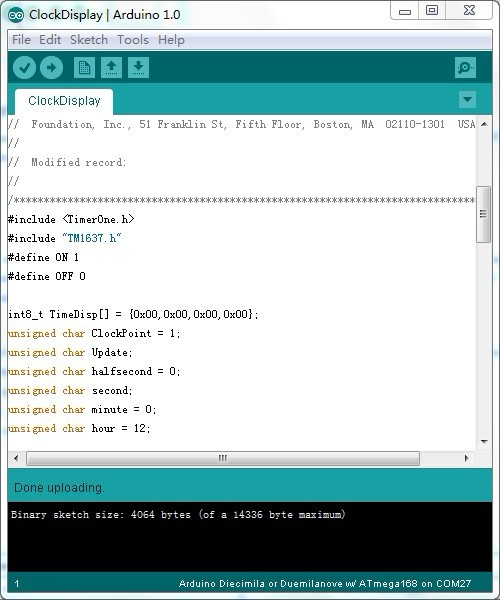 ClockDisplay | Arduino 1.0
File Edit Sketch Tools Help
ClockDisplay
//  Foundation, Inc., 51 Franklin St, Fifth Floor, Boston, MA  02110-1301  USA
//
//  Modified record:
//
/*******************************************************************************
#include <TimerOne.h>
#include "TM1637.h"
#define ON 1
#define OFF 0
int8_t TimeDisp[] = {0x00,0x00,0x00,0x00};
unsigned char ClockPoint = 1;
unsigned char Update;
unsigned char halfsecond = 0;
unsigned char second;
unsigned char minute = 0;
unsigned char hour = 12;
Done uploading.
Binary sketch size: 4064 bytes (of a 14336 byte maximum)
1
Arduino Diecimila or Duemilanove w/ ATmega168 on COM27